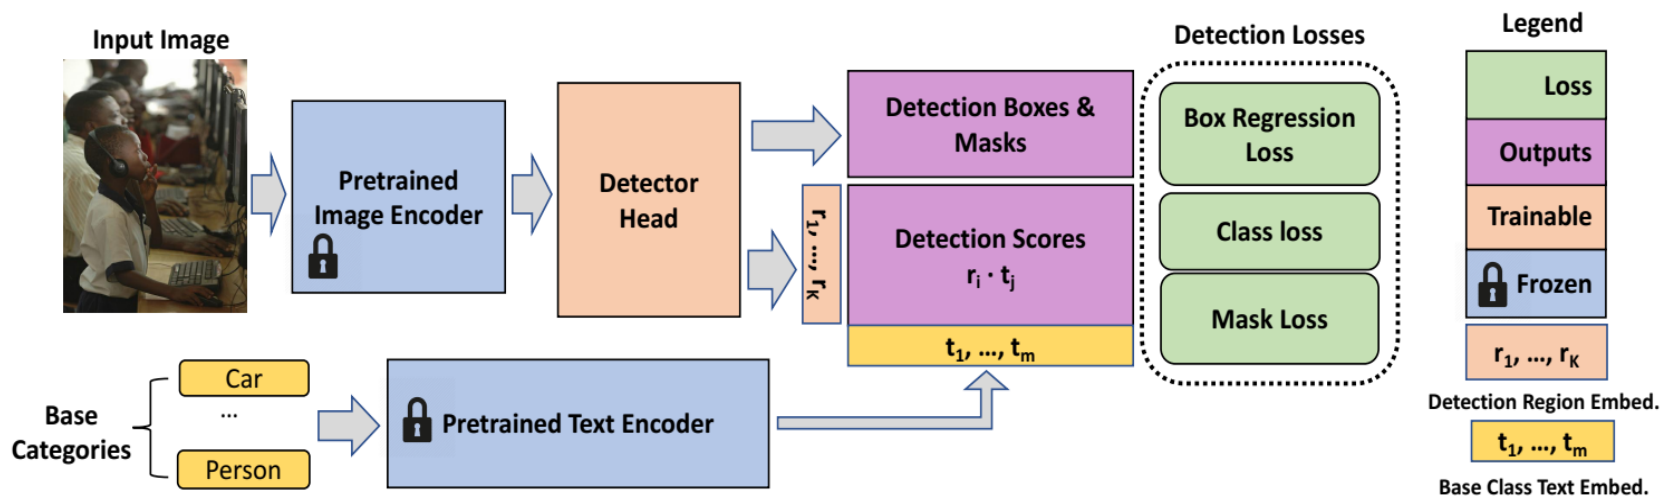 Input Image
Pretrained
Image Encoder
Detector
Head
Detection Boxes &
Masks
r1, ..., rK
Detection Scores
ri · tj
t1, ..., tm
Detection Losses
Box Regression
Loss
Class loss
Mask Loss
Base
Categories
Car
...
Person
Pretrained Text Encoder
Legend
Loss
Outputs
Trainable
Frozen
r1, ..., rK
Detection Region Embed.
t1, ..., tm
Base Class Text Embed.